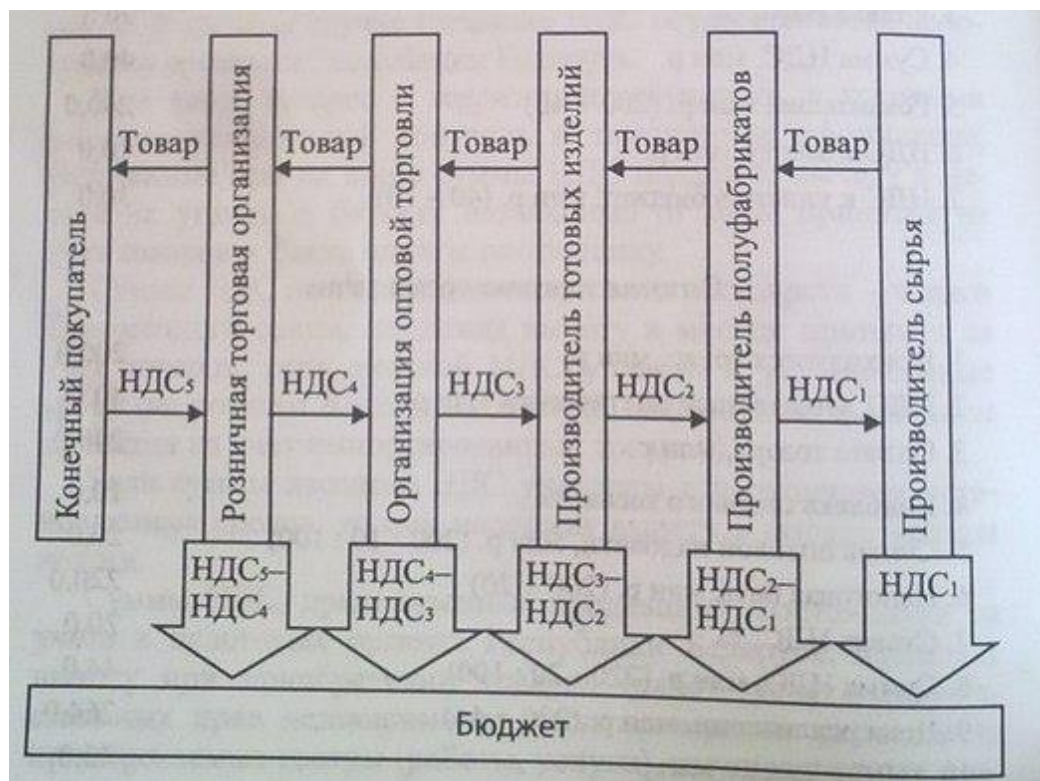 Конечный покупатель
Розничная торговая организация
Организация оптовой торговли
Производитель готовых изделий
Производитель полуфабрикатов
Производитель сырья
Товар
Товар
Товар
Товар
Товар
НДС₅
НДС₄
НДС₃
НДС₂
НДС₁
НДС₅–
НДС₄
НДС₄–
НДС₃
НДС₃–
НДС₂
НДС₂–
НДС₁
НДС₁
Бюджет